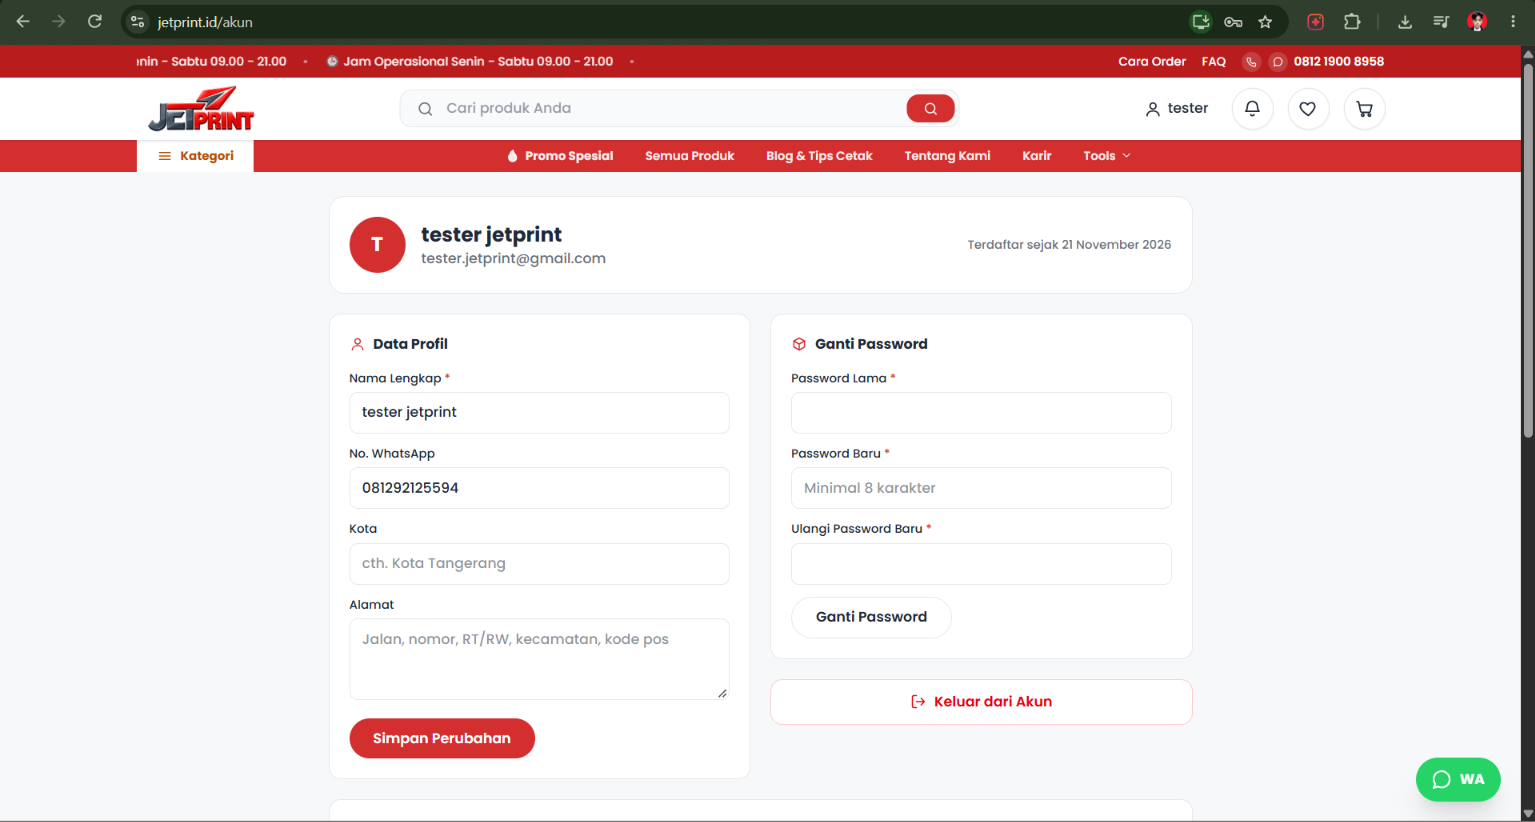 jetprint.id/akun
nin - Sabtu 09.00 - 21.00 • Jam Operasional Senin - Sabtu 09.00 - 21.00 •
Cara Order FAQ 0812 1900 8958
JETPRINT
Cari produk Anda
tester
Kategori
Promo Spesial Semua Produk Blog & Tips Cetak Tentang Kami Karir Tools
T
tester jetprint
tester.jetprint@gmail.com
Terdaftar sejak 21 November 2026
Data Profil
Nama Lengkap *
tester jetprint
No. WhatsApp
081292125594
Kota
cth. Kota Tangerang
Alamat
Jalan, nomor, RT/RW, kecamatan, kode pos
Simpan Perubahan
Ganti Password
Password Lama *
Password Baru *
Minimal 8 karakter
Ulangi Password Baru *
Ganti Password
Keluar dari Akun
WA